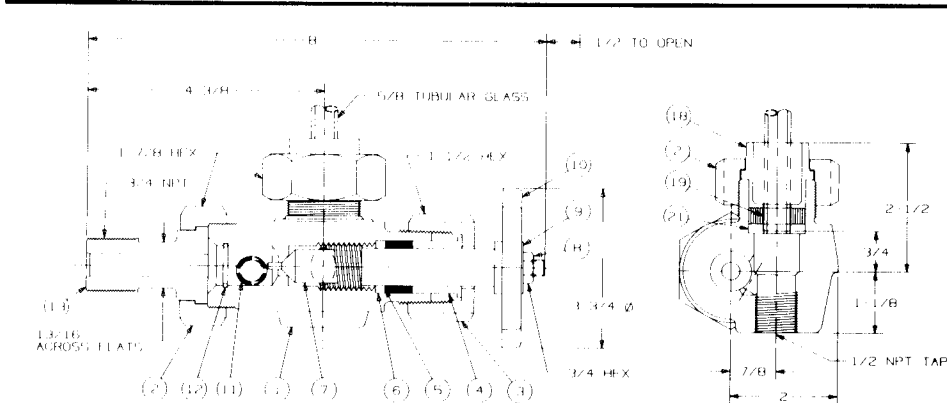 8
1/2 TO OPEN
4 3/8
5/8 TUBULAR GLASS
1 7/8 HEX
1 1/2 HEX
3/4 NPT
(10)
(9)
(8)
3 3/4 Ø
3/4 HEX
(13)
13/16
ACROSS FLATS
(2) (12) (11) (1) (7) (6) (5) (4) (3)
(18)
(2)
(19)
(21)
2-1/2
3/4
1-1/8
1/2 NPT TAP
7/8
2